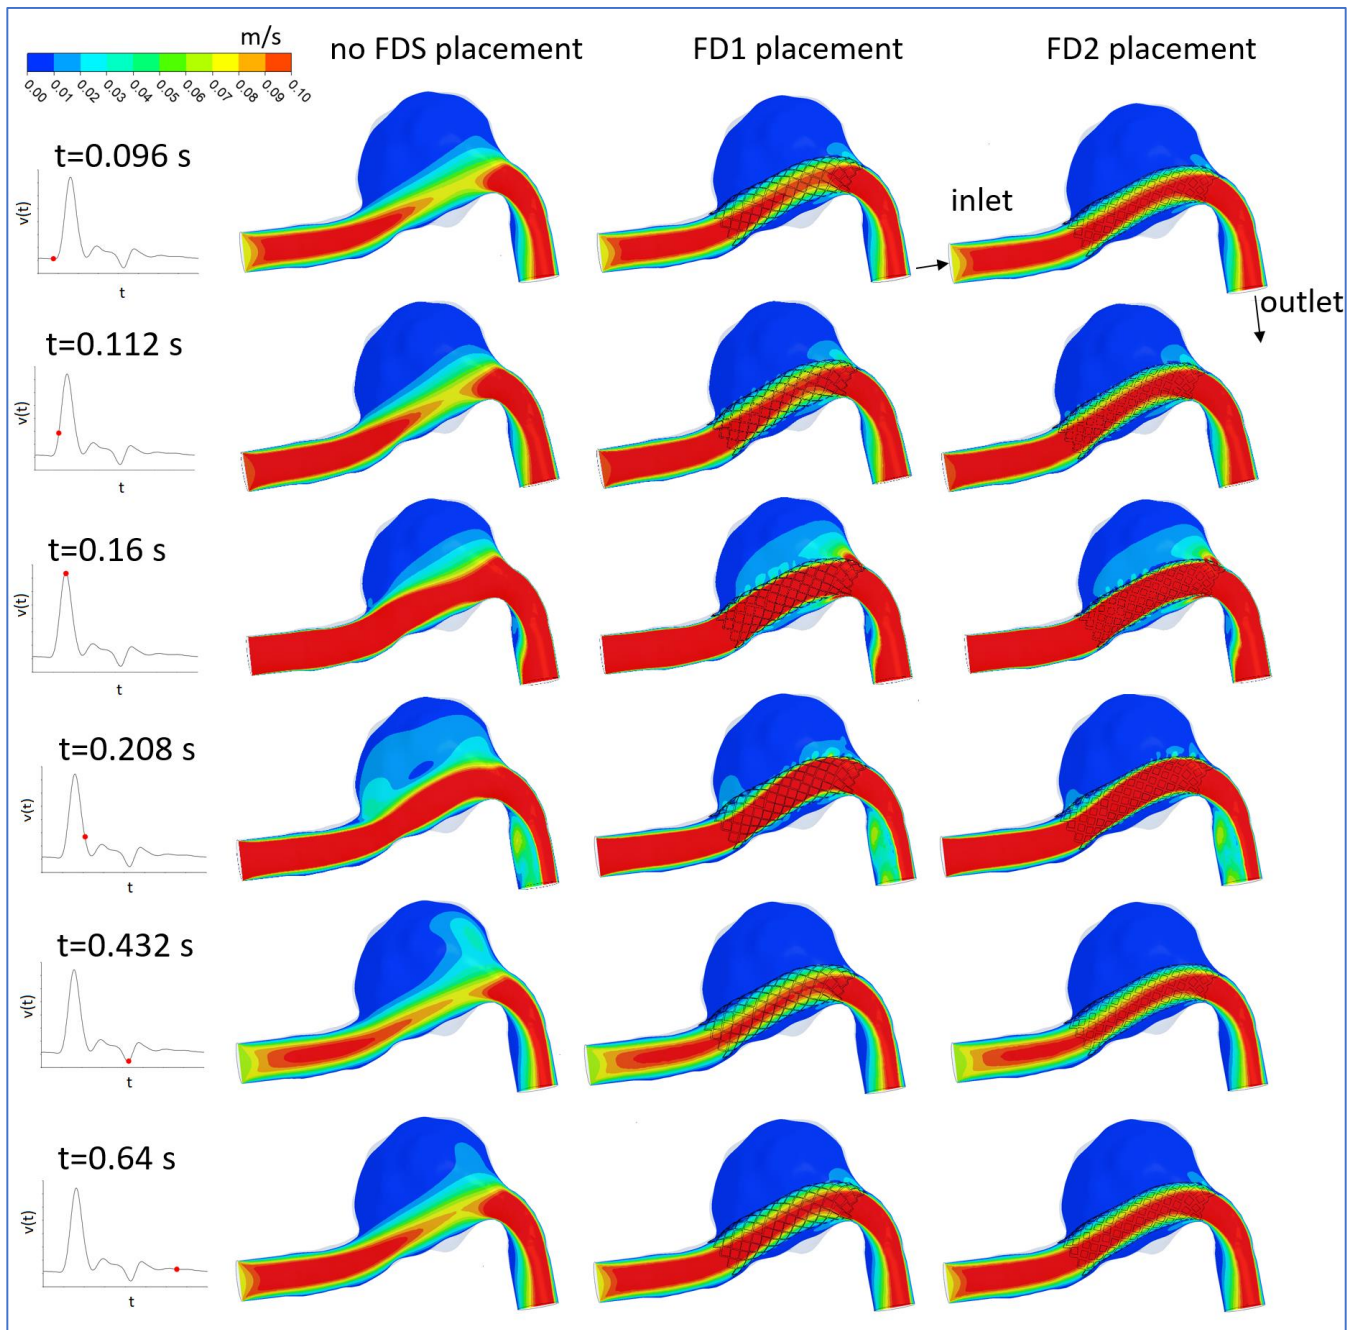 m/s
no FDS placement
FD1 placement
FD2 placement
0.00
0.01
0.02
0.03
0.04
0.05
0.06
0.07
0.08
0.09
0.10
t=0.096 s
v(t)
t
inlet
outlet
t=0.112 s
v(t)
t
t=0.16 s
v(t)
t
t=0.208 s
v(t)
t
t=0.432 s
v(t)
t
t=0.64 s
v(t)
t